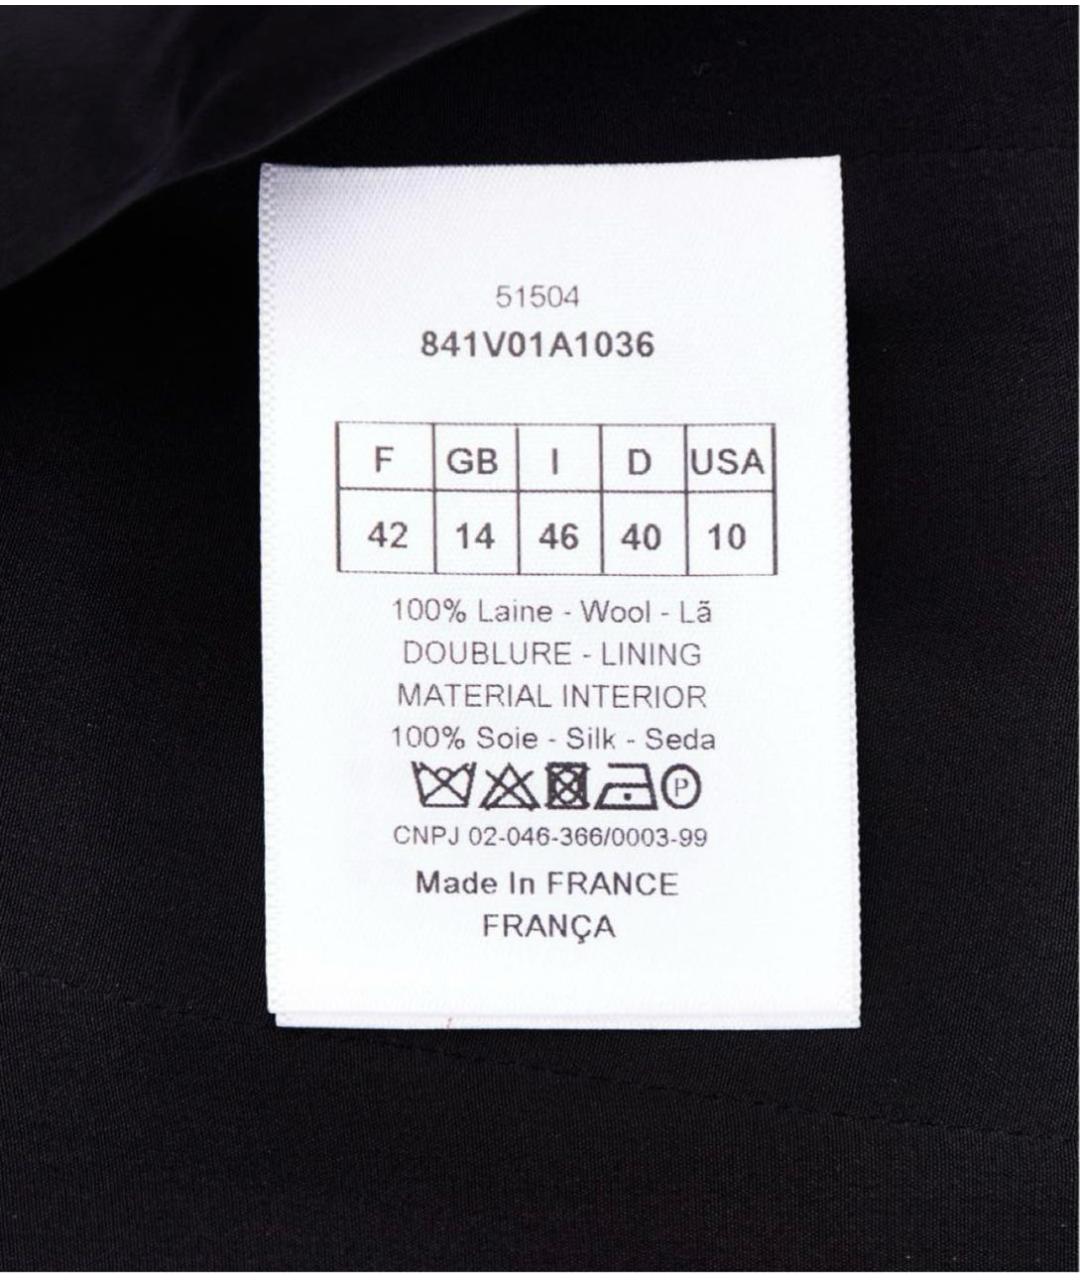 51504
841V01A1036
F GB I D USA
42 14 46 40 10
100% Laine - Wool - Lã
DOUBLURE - LINING
MATERIAL INTERIOR
100% Soie - Silk - Seda
P
CNPJ 02-046-366/0003-99
Made In FRANCE
FRANÇA